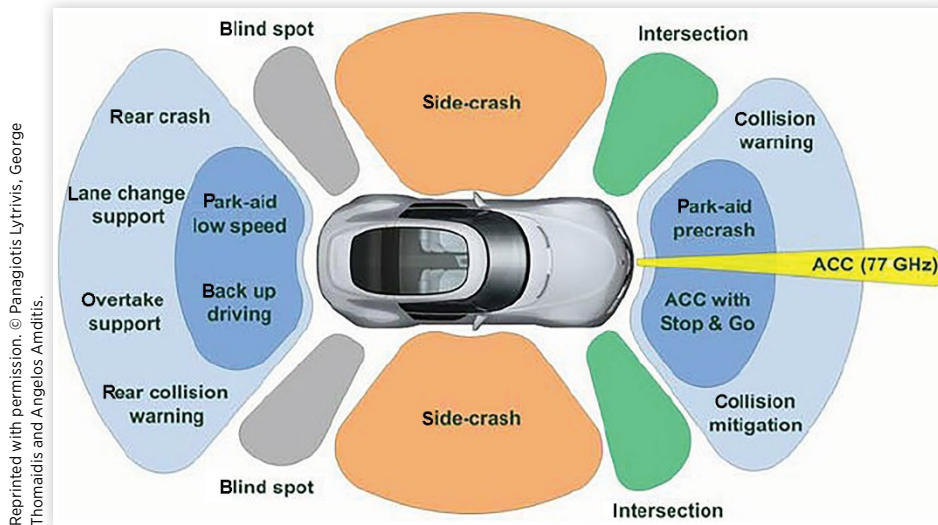 Blind spot
Side-crash
Intersection
Rear crash
Lane change
support
Park-aid
low speed
Overtake
support
Back up
driving
Rear collision
warning
Collision
warning
Park-aid
precrash
ACC (77 GHz)
ACC with
Stop & Go
Collision
mitigation
Side-crash
Blind spot
Intersection
Reprinted with permission. © Panagiotis Lytrivis, George
Thomaidis and Angelos Amditis.